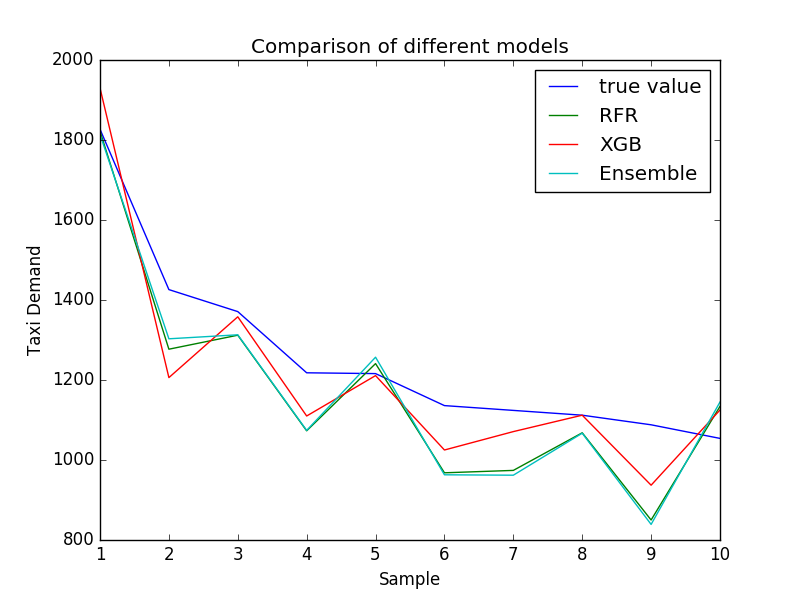 Comparison of different models
2000
1800
1600
1400
1200
1000
800
Taxi Demand
true value
RFR
XGB
Ensemble
1 2 3 4 5 6 7 8 9 10
Sample